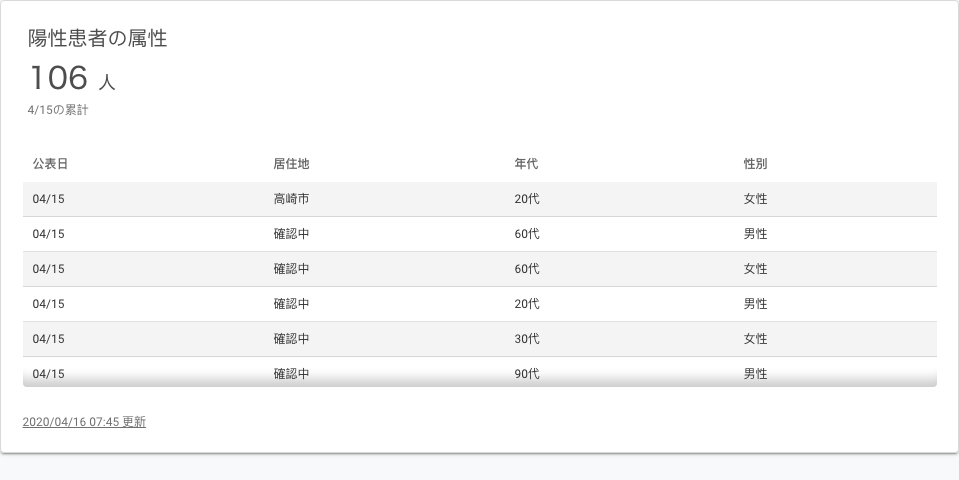 陽性患者の属性
106 人
4/15の累計
公表日 居住地 年代 性別
04/15 高崎市 20代 女性
04/15 確認中 60代 男性
04/15 確認中 60代 女性
04/15 確認中 20代 男性
04/15 確認中 30代 女性
04/15 確認中 90代 男性
2020/04/16 07:45 更新